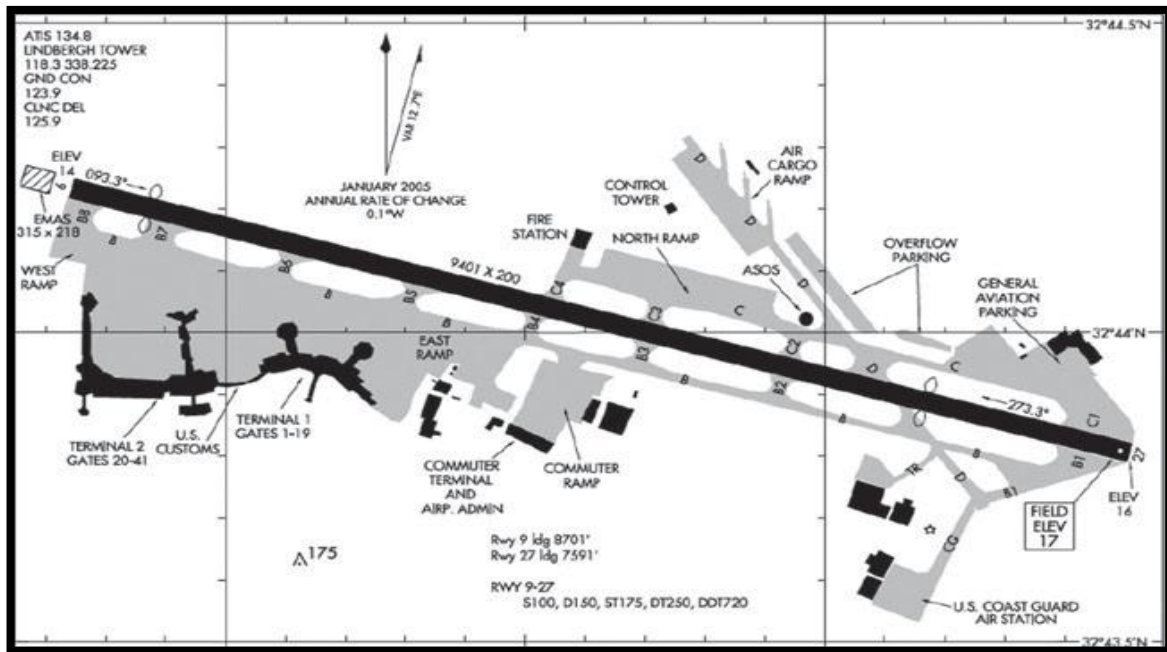 ATIS 134.8
LINDBERGH TOWER
118.3 338.225
GND CON
123.9
CLNC DEL
125.9
32°44.5'N
VAR 12.7°E
JANUARY 2005
ANNUAL RATE OF CHANGE
0.1°W
ELEV
14
9
093.3°
EMAS
315 x 218
WEST
RAMP
B8
B
B7
B6
B
B5
B
B4
9401 X 200
FIRE
STATION
CONTROL
TOWER
NORTH RAMP
AIR
CARGO
RAMP
D
D
D
ASOS
OVERFLOW
PARKING
GENERAL
AVIATION
PARKING
32°44'N
C4
C3
C
C2
D
C
C1
B3
B
B2
B
B
B1
B1
273.3°
27
ELEV
16
FIELD
ELEV
17
EAST
RAMP
TERMINAL 2
GATES 20-41
U.S.
CUSTOMS
TERMINAL 1
GATES 1-19
COMMUTER
TERMINAL
AND
AIRP. ADMIN
COMMUTER
RAMP
TR
D
CG
175
Rwy 9 ldg 8701'
Rwy 27 ldg 7591'
RWY 9-27
S100, D150, ST175, DT250, DDT720
U.S. COAST GUARD
AIR STATION
32°43.5'N